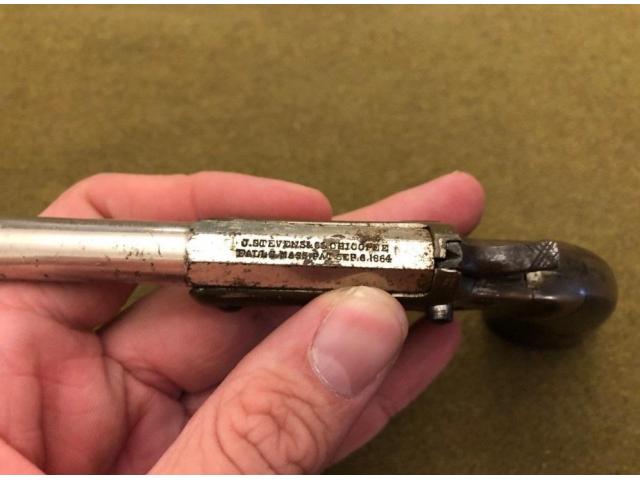 J. STEVENS & CO. CHICOPEE
FALLS MASS. PAT. SEP. 6. 1864